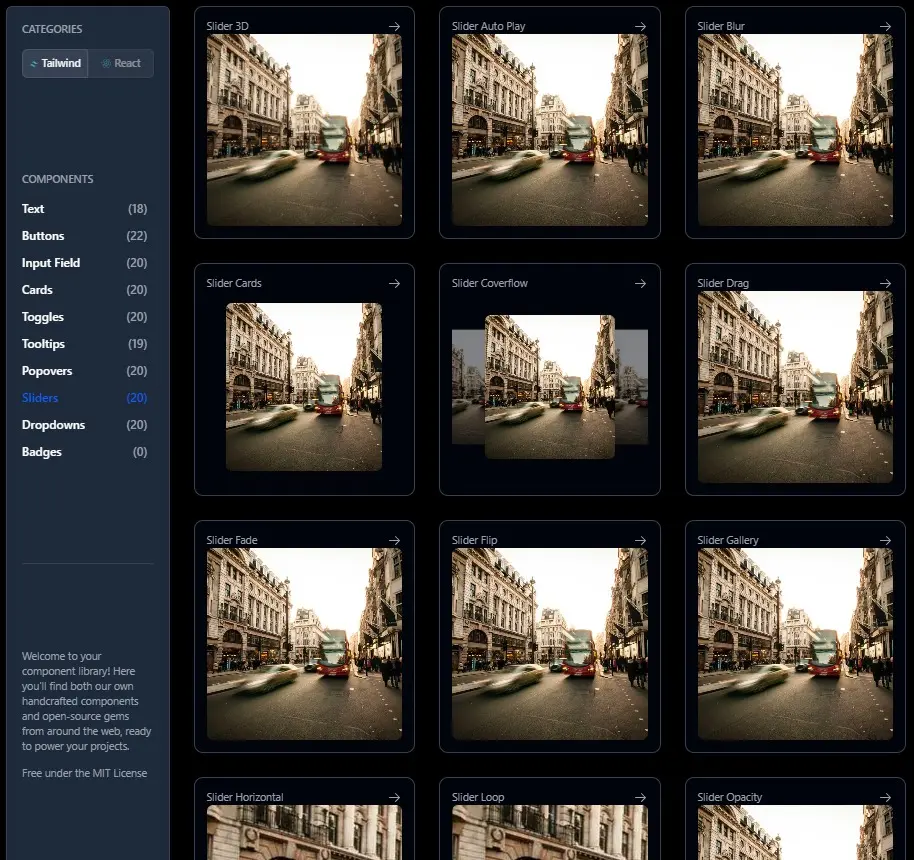 CATEGORIES
Tailwind
React
COMPONENTS
Text (18)
Buttons (22)
Input Field (20)
Cards (20)
Toggles (20)
Tooltips (19)
Popovers (20)
Sliders (20)
Dropdowns (20)
Badges (0)
Welcome to your
component library! Here
you'll find both our own
handcrafted components
and open-source gems
from around the web, ready
to power your projects.
Free under the MIT License
Slider 3D
Slider Auto Play
Slider Blur
Slider Cards
Slider Coverflow
Slider Drag
Slider Fade
Slider Flip
Slider Gallery
Slider Horizontal
Slider Loop
Slider Opacity